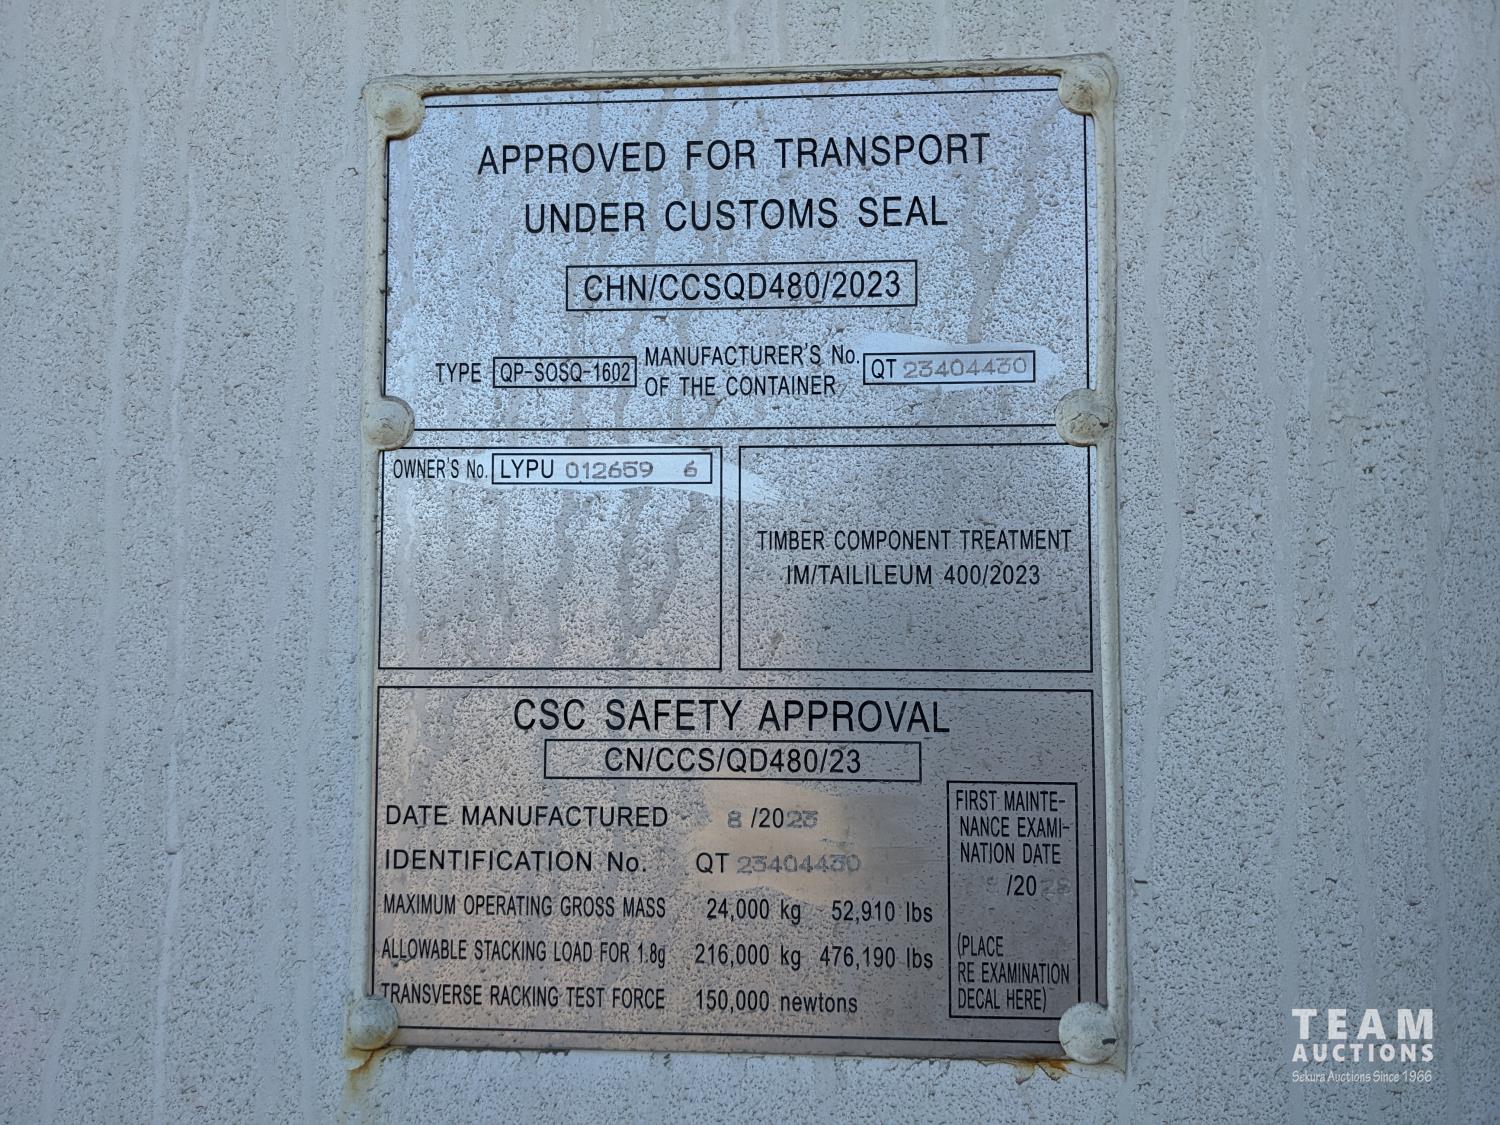 APPROVED FOR TRANSPORT
UNDER CUSTOMS SEAL
CHN/CCSQD480/2023
TYPE QP-SOSQ-1602 MANUFACTURER'S No. OF THE CONTAINER QT 23404430
OWNER'S No. LYPU 012659 6
TIMBER COMPONENT TREATMENT
IM/TAILILEUM 400/2023
CSC SAFETY APPROVAL
CN/CCS/QD480/23
DATE MANUFACTURED 8 /2023
IDENTIFICATION No. QT 23404430
MAXIMUM OPERATING GROSS MASS 24,000 kg 52,910 lbs
ALLOWABLE STACKING LOAD FOR 1.8g 216,000 kg 476,190 lbs
TRANSVERSE RACKING TEST FORCE 150,000 newtons
FIRST MAINTE-
NANCE EXAMI-
NATION DATE
/20
(PLACE
RE EXAMINATION
DECAL HERE)
TEAM
AUCTIONS
Sekura Auctions Since 1966